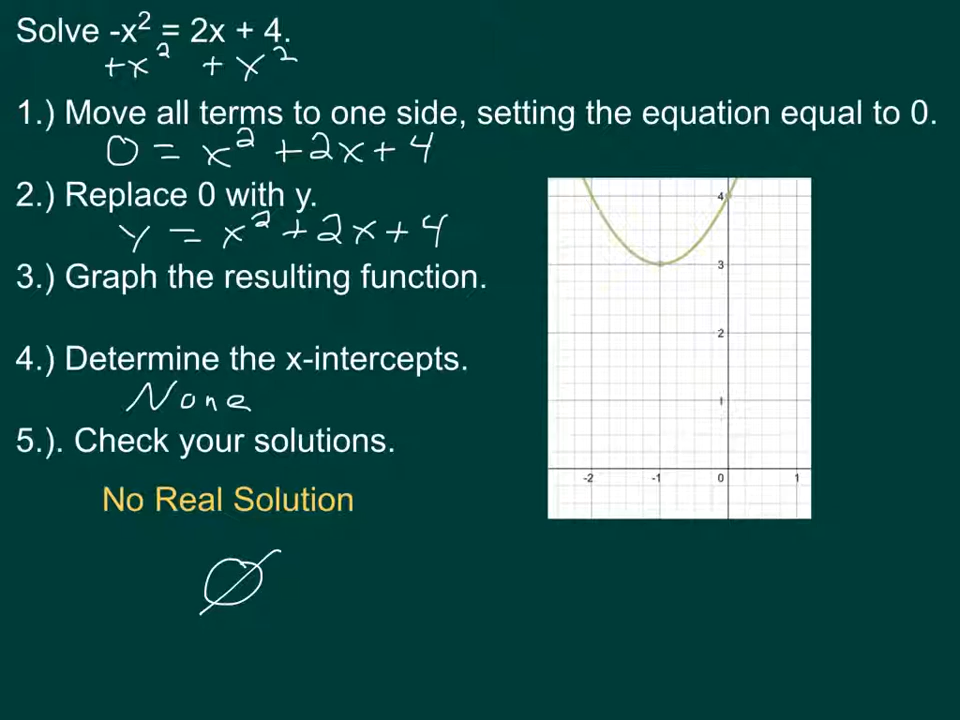 Solve -x² = 2x + 4.
+x² + x²
1.) Move all terms to one side, setting the equation equal to 0.
0 = x² + 2x + 4
2.) Replace 0 with y.
y = x² + 2x + 4
3.) Graph the resulting function.
4.) Determine the x-intercepts.
None
5.). Check your solutions.
No Real Solution
∅
4
3
2
1
-2 -1 0 1